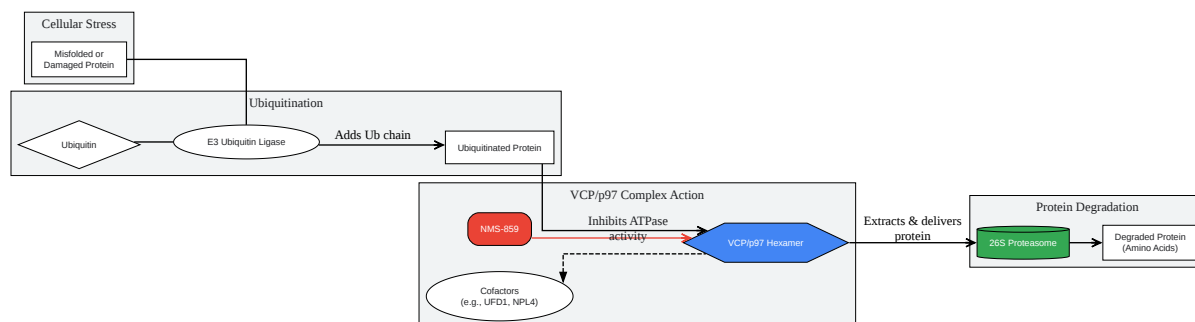 Cellular Stress
Misfolded or
Damaged Protein
Ubiquitination
Ubiquitin
E3 Ubiquitin Ligase
Adds Ub chain
Ubiquitinated Protein
VCP/p97 Complex Action
NMS-859
Inhibits ATPase
activity
VCP/p97 Hexamer
Cofactors
(e.g., UFD1, NPL4)
Extracts & delivers
protein
Protein Degradation
26S Proteasome
Degraded Protein
(Amino Acids)